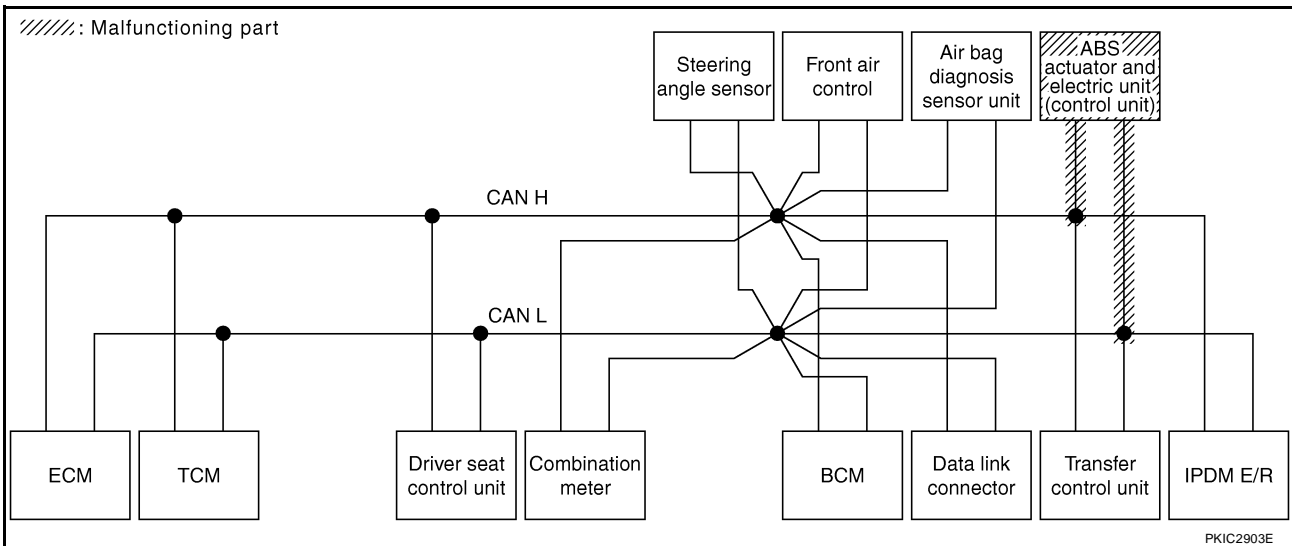 : Malfunctioning part
Steering
angle sensor
Front air
control
Air bag
diagnosis
sensor unit
ABS
actuator and
electric unit
(control unit)
CAN H
CAN L
ECM
TCM
Driver seat
control unit
Combination
meter
BCM
Data link
connector
Transfer
control unit
IPDM E/R
PKIC2903E